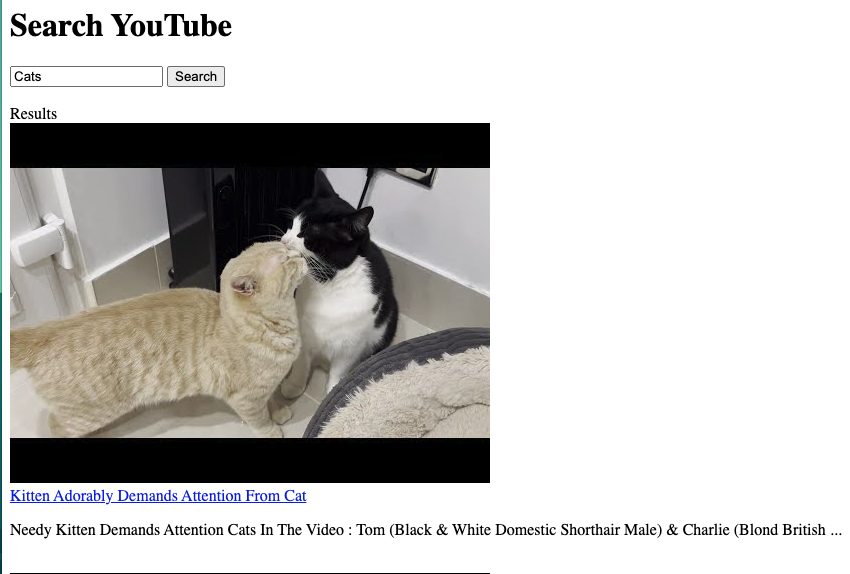 Search YouTube
Cats Search
Results
Kitten Adorably Demands Attention From Cat
Needy Kitten Demands Attention Cats In The Video : Tom (Black & White Domestic Shorthair Male) & Charlie (Blond British ...